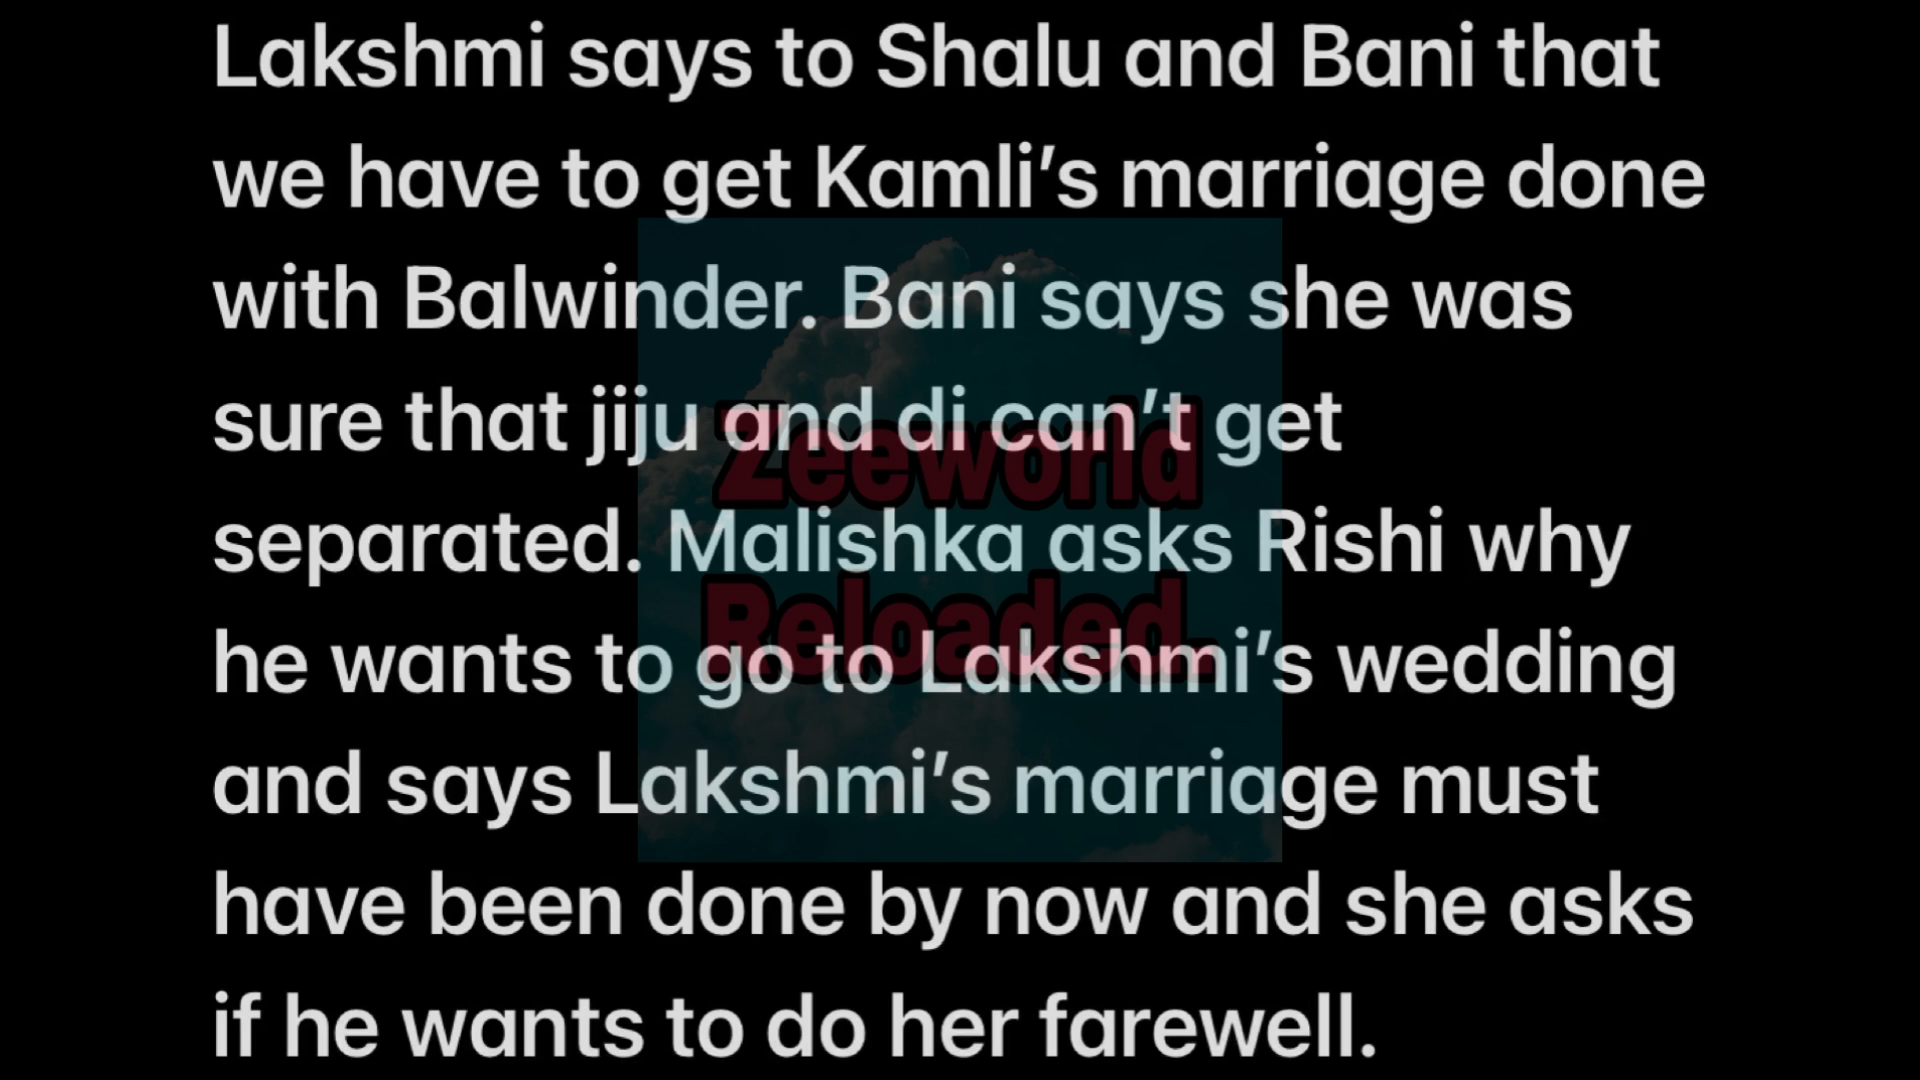 Lakshmi says to Shalu and Bani that
we have to get Kamli’s marriage done
with Balwinder. Bani says she was
sure that jiju and di can’t get
Zeeworld
separated. Malishka asks Rishi why
Reloaded.
he wants to go to Lakshmi’s wedding
and says Lakshmi’s marriage must
have been done by now and she asks
if he wants to do her farewell.